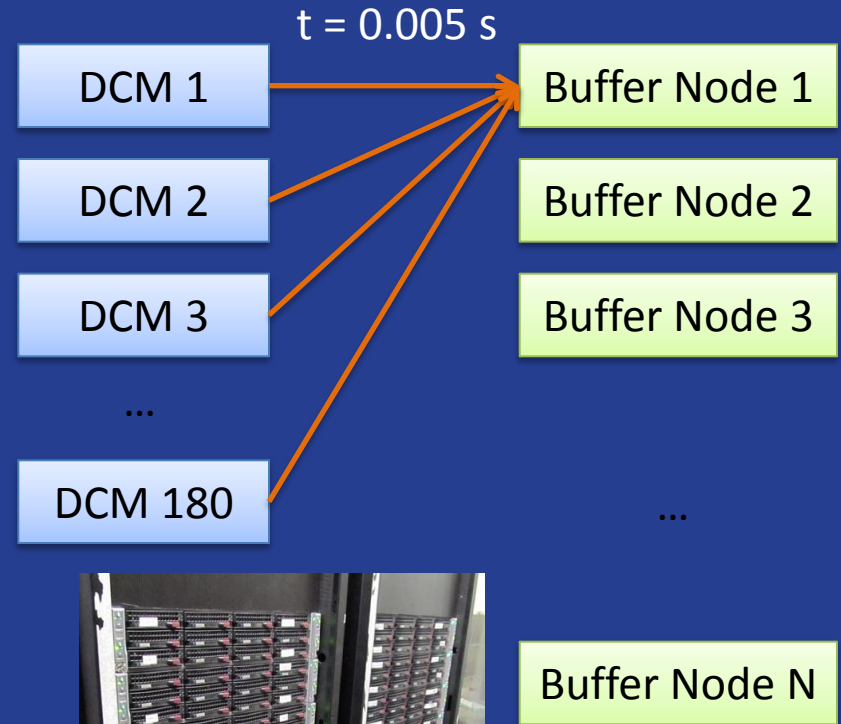 t = 0.005 s
DCM 1
Buffer Node 1
DCM 2
Buffer Node 2
DCM 3
Buffer Node 3
...
DCM 180
...
Buffer Node N